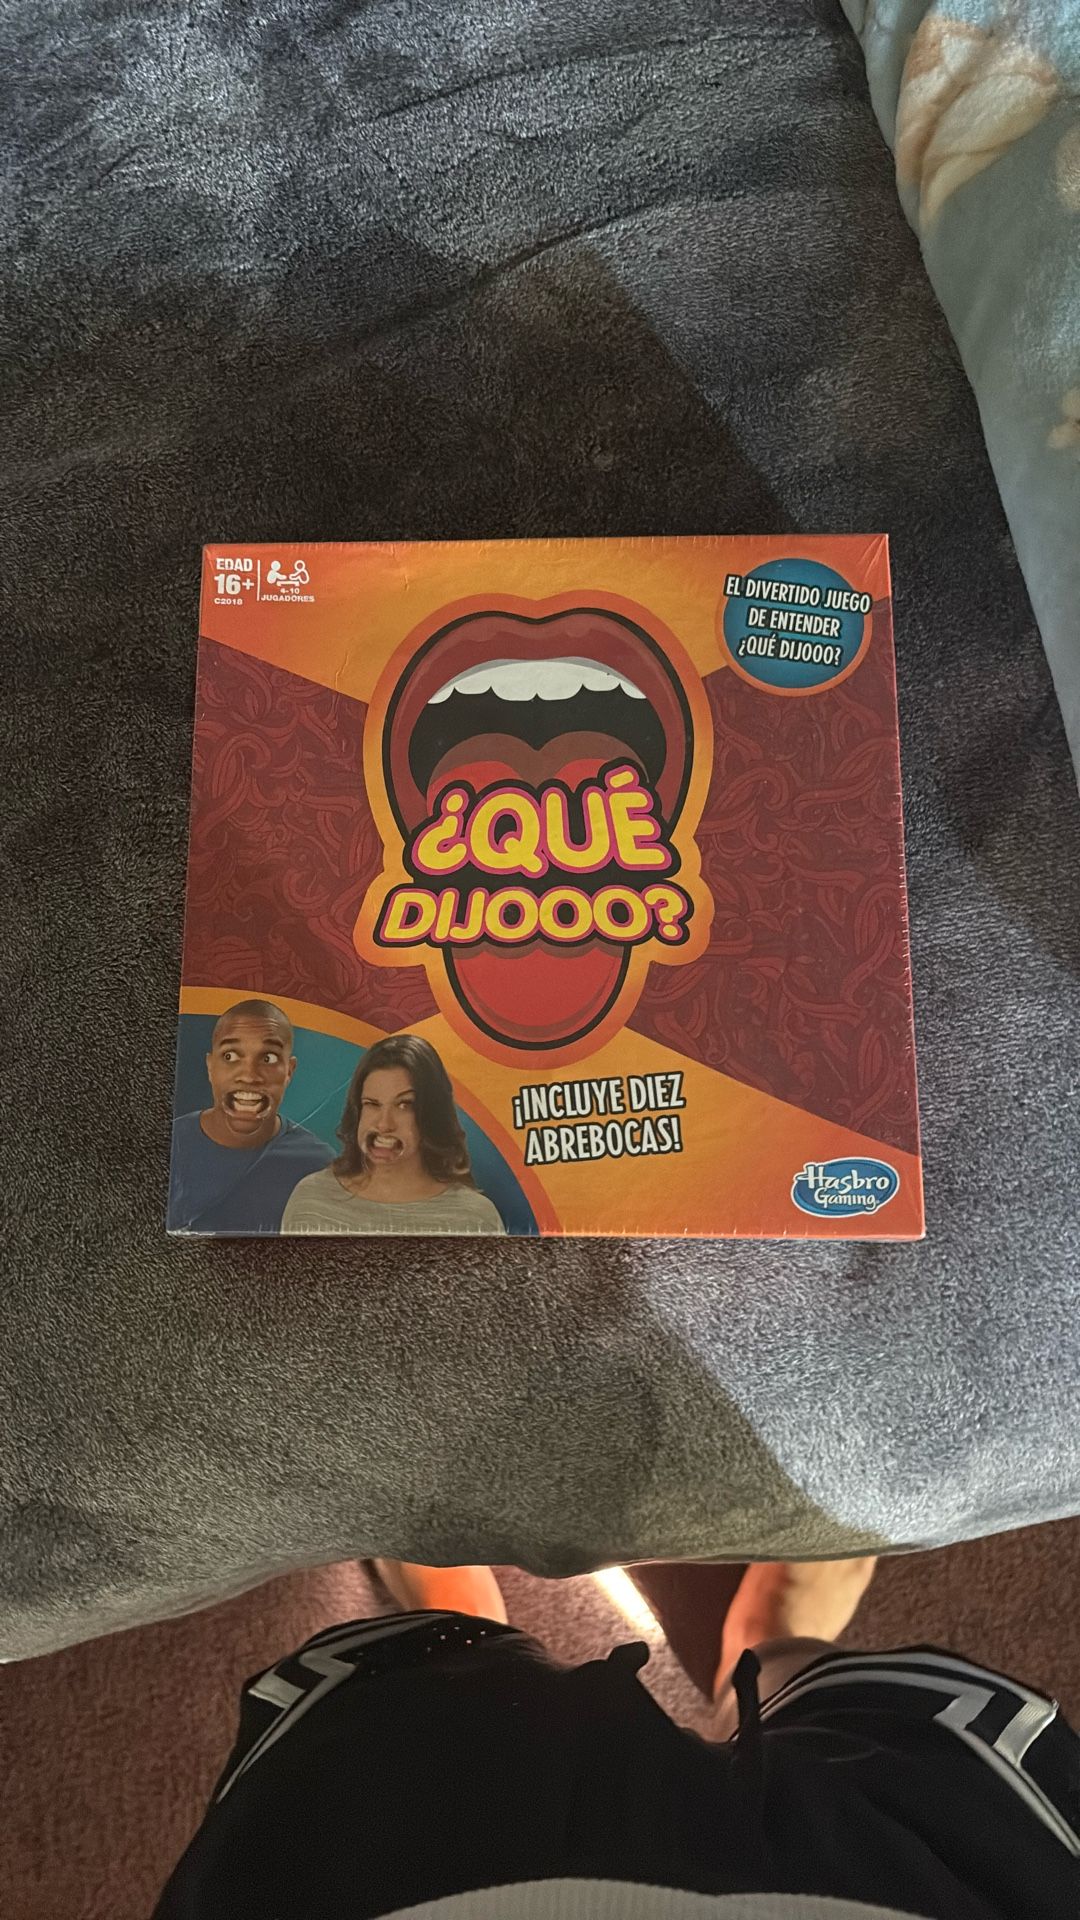 EDAD
16+
C2018
4-10
JUGADORES
EL DIVERTIDO JUEGO
DE ENTENDER
¿QUÉ DIJOOO?
¿QUÉ
DIJOOO?
¡INCLUYE DIEZ
ABREBOCAS!
Hasbro
Gaming